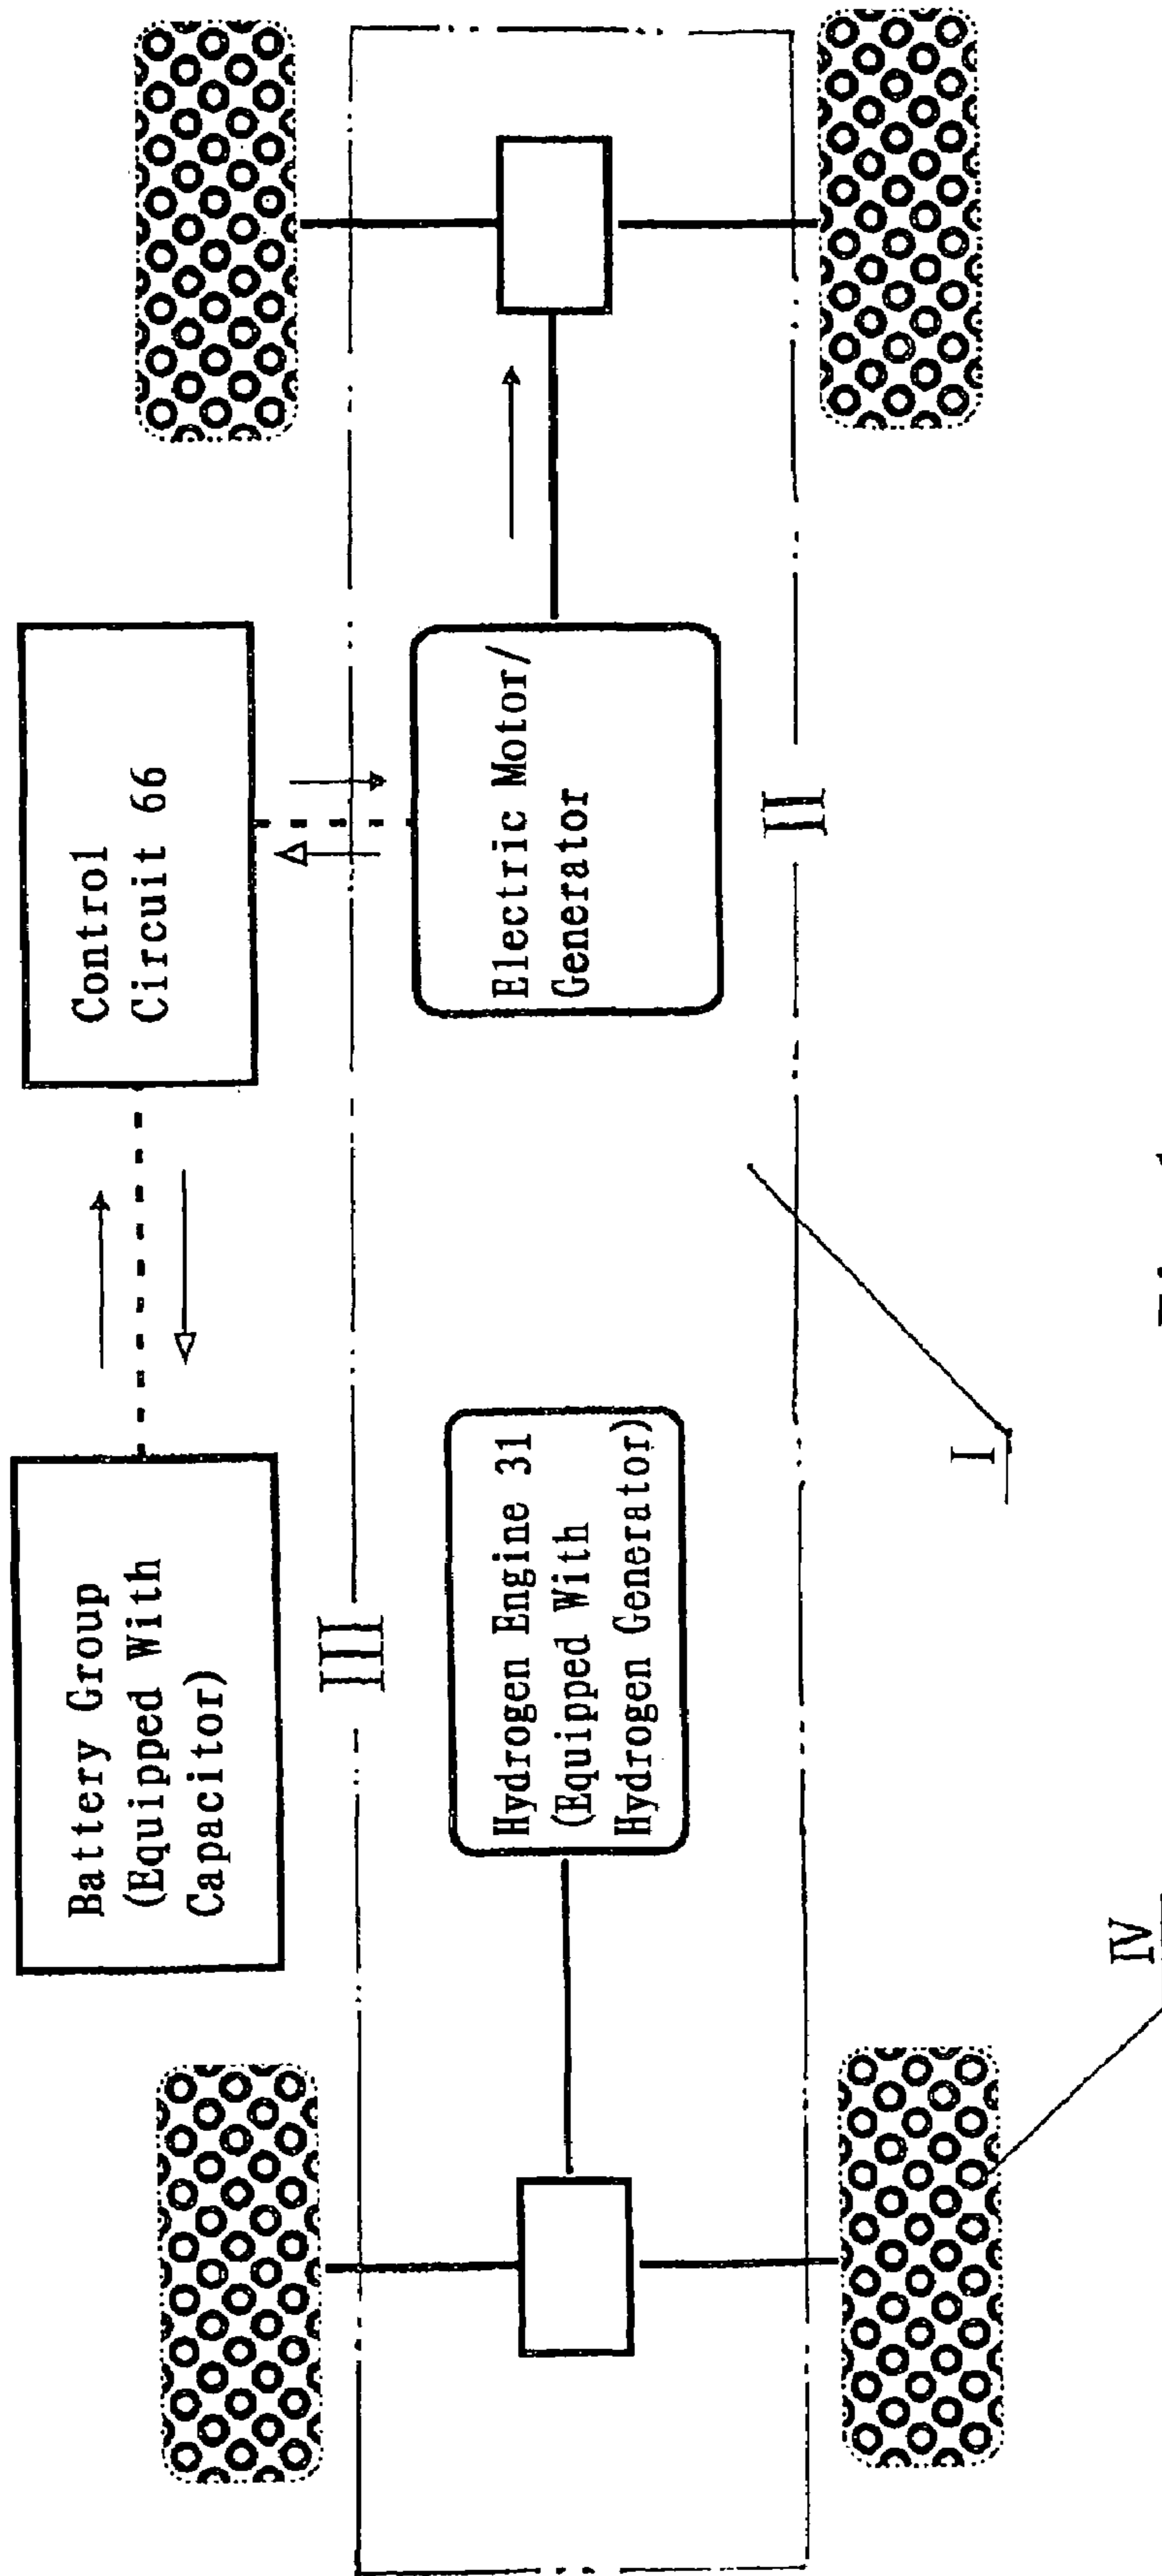 Battery Group
(Equipped With
Capacitor)
Control
Circuit 66
III
Hydrogen Engine 31
(Equipped With
Hydrogen Generator)
Electric Motor/
Generator
II
I
IV